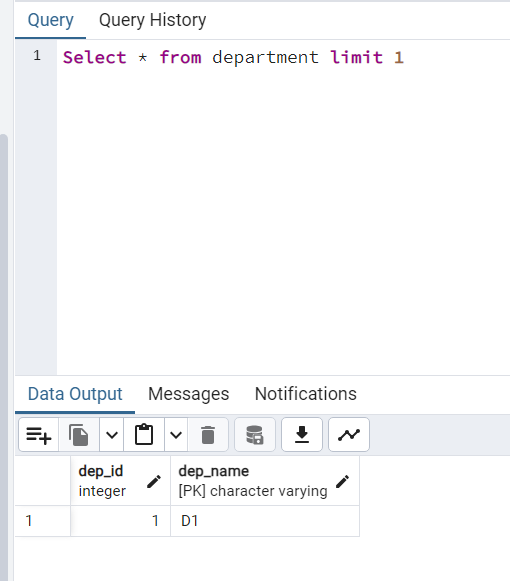 Query Query History
1 Select * from department limit 1
Data Output Messages Notifications
dep_id dep_name
integer [PK] character varying
1 1 D1